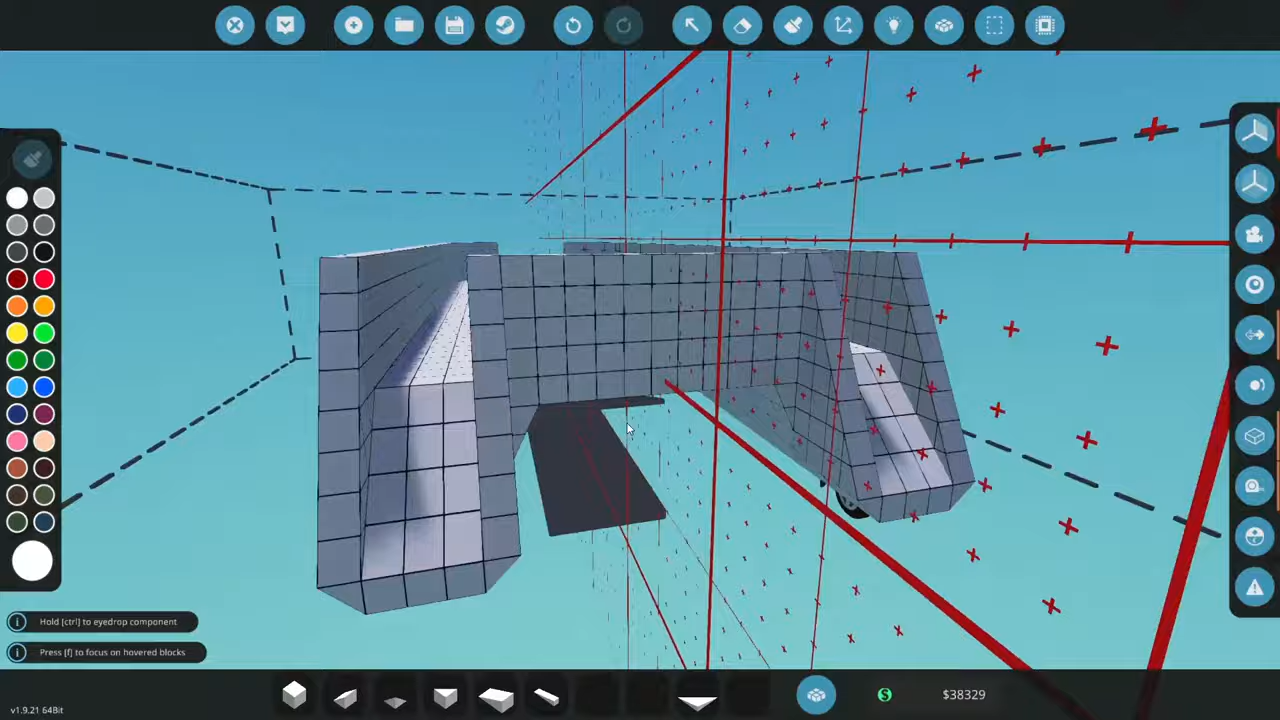 Hold [ctrl] to eyedrop component
Press [f] to focus on hovered blocks
$38329
v1.9.21 64Bit